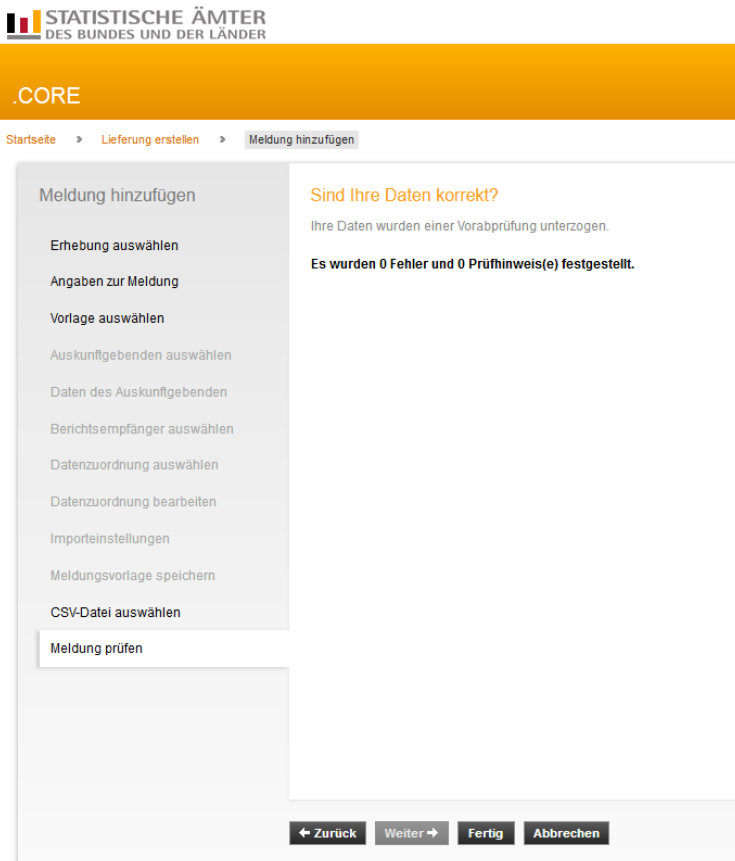 STATISTISCHE ÄMTER
DES BUNDES UND DER LÄNDER
.CORE
Startseite > Lieferung erstellen > Meldung hinzufügen
Meldung hinzufügen
Erhebung auswählen
Angaben zur Meldung
Vorlage auswählen
Auskunftgebenden auswählen
Daten des Auskunftgebenden
Berichtsempfänger auswählen
Datenzuordnung auswählen
Datenzuordnung bearbeiten
Importeinstellungen
Meldungsvorlage speichern
CSV-Datei auswählen
Meldung prüfen
Sind Ihre Daten korrekt?
Ihre Daten wurden einer Vorabprüfung unterzogen.
Es wurden 0 Fehler und 0 Prüfhinweis(e) festgestellt.
← Zurück Weiter → Fertig Abbrechen